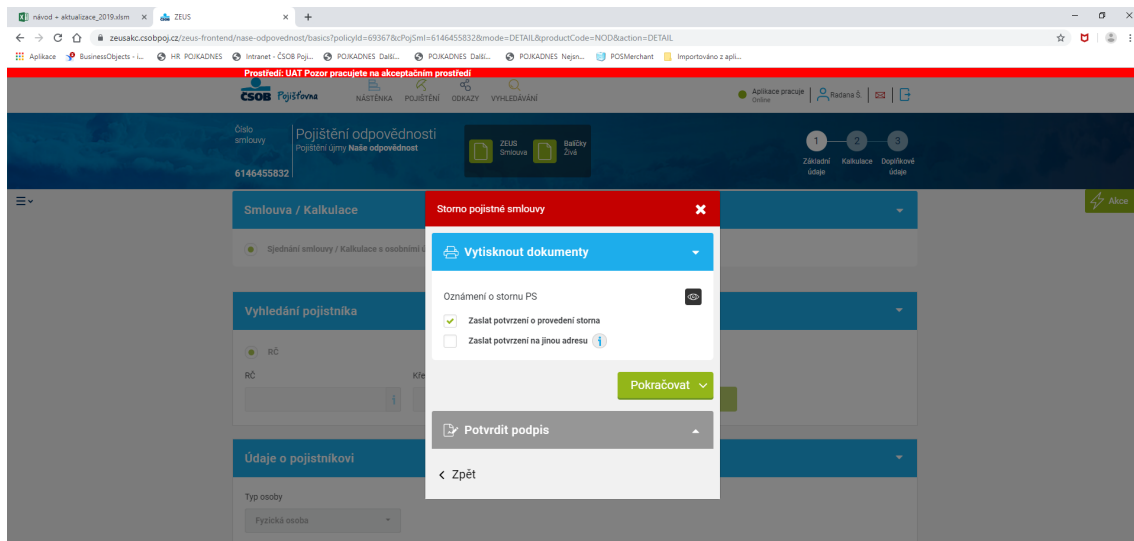 návod + aktualizace_2019.xlsm
ZEUS
zeusakc.csobpoj.cz/zeus-frontend/nase-odpovednost/basics?policyId=69367&cPojSml=6146455832&mode=DETAIL&productCode=NOD&action=DETAIL
Aplikace BusinessObjects - i... HR POJKADNES Intranet - ČSOB Poji... POJKADNES Další... POJKADNES Další... POJKADNES Nejsn... POSMerchant Importováno z apli...
Prostředí: UAT Pozor pracujete na akceptačním prostředí
ČSOB Pojišťovna NÁSTĚNKA POJIŠTĚNÍ ODKAZY VYHLEDÁVÁNÍ Aplikace pracuje Radana Š.
Online
Číslo smlouvy
6146455832
Pojištění odpovědnosti
Pojištění újmy Naše odpovědnost
ZEUS
Smlouva
Balíčky
Živá
1 2 3
Základní údaje
Kalkulace
Doplňkové údaje
Akce
Smlouva / Kalkulace
Sjednání smlouvy / Kalkulace s osobními
Vyhledání pojistníka
RČ
RČ
Kře
Údaje o pojistníkovi
Typ osoby
Fyzická osoba
Storno pojistné smlouvy
Vytisknout dokumenty
Oznámení o stornu PS
Zaslat potvrzení o provedení storna
Zaslat potvrzení na jinou adresu
Pokračovat
Potvrdit podpis
Zpět